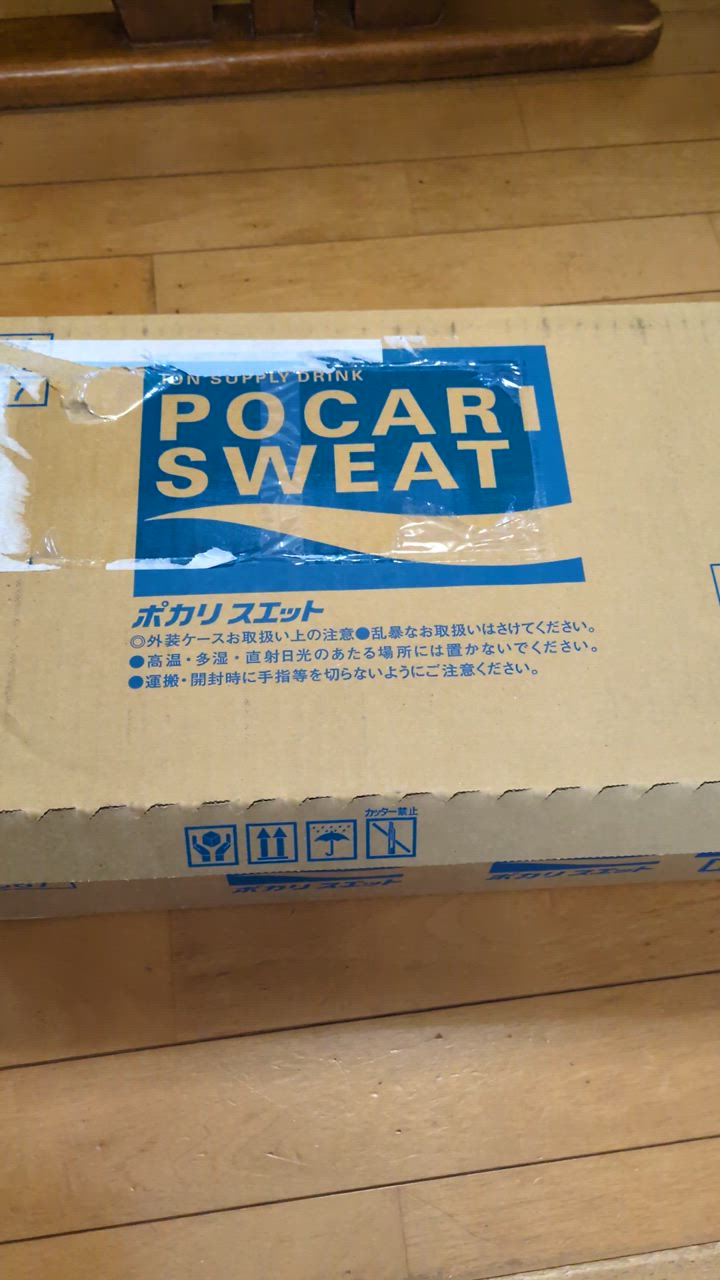 ION SUPPLY DRINK
POCARI
SWEAT
ポカリスエット
◎外装ケースお取扱い上の注意●乱暴なお取扱いはさけてください。
●高温・多湿・直射日光のあたる場所には置かないでください。
●運搬・開封時に手指等を切らないようにご注意ください。
カッター禁止
ポカリスエット
ポカリスエット